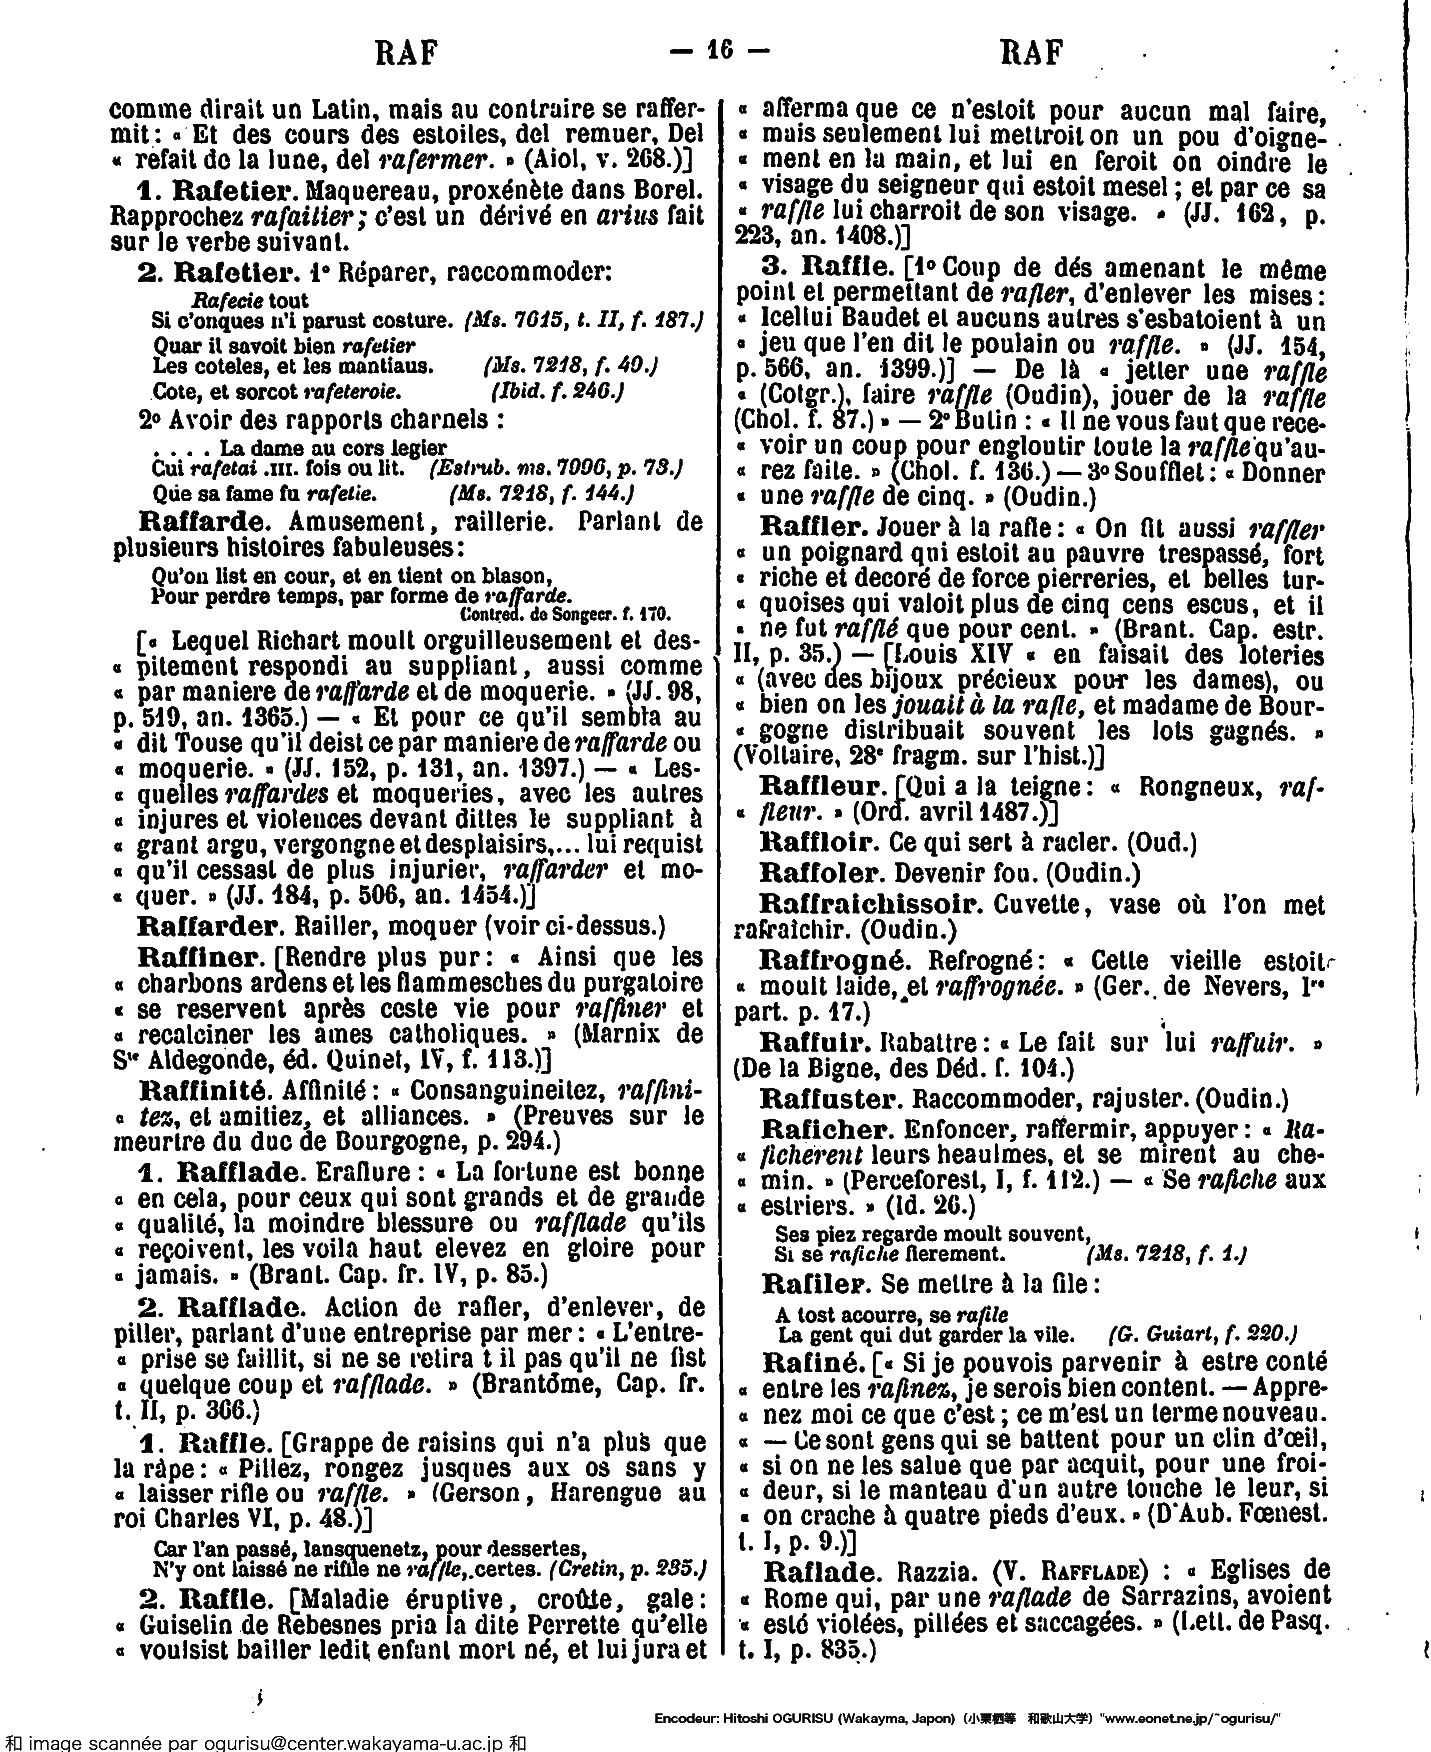 RAF
— 16 —
RAF
comme dirait un Latin, mais au contraire se raffer-
mit : « Et des cours des estoiles, del remuer, Del
« refait de la lune, del rafermer. » (Aiol, v. 268.)]
1. Rafetier. Maquereau, proxénète dans Borel.
Rapprochez rafaitier ; c'est un dérivé en arius fait
sur le verbe suivant.
2. Rafetier. 1° Réparer, raccommoder:
Rafecie tout
Si c'onques n'i parust costure. (Ms. 7615, t. II, f. 187.)
Quar il savoit bien rafetier
Les coteles, et les mantiaus. (Ms. 7218, f. 40.)
Cote, et sorcot rafeteroie. (Ibid. f. 246.)
2° Avoir des rapports charnels :
. . . . La dame au cors legier
Cui rafetai .III. fois ou lit. (Estrub. ms. 7996, p. 73.)
Que sa fame fu rafetie. (Ms. 7218, f. 144.)
Raffarde. Amusement, raillerie. Parlant de
plusieurs histoires fabuleuses:
Qu'on list en cour, et en tient on blason,
Pour perdre temps, par forme de raffarde.
Contred. de Songecr. f. 170.
[« Lequel Richart moult orguilleusement et des-
« pitement respondi au suppliant, aussi comme
« par maniere de raffarde et de moquerie. » (JJ. 98,
p. 519, an. 1365.) — « Et pour ce qu'il sembla au
« dit Touse qu'il deist ce par maniere de raffarde ou
« moquerie. » (JJ. 152, p. 131, an. 1397.) — « Les-
« quelles raffardes et moqueries, avec les autres
« injures et violences devant dittes le suppliant à
« grant argu, vergongne et desplaisirs,... lui requist
« qu'il cessast de plus injurier, raffarder et mo-
« quer. » (JJ. 184, p. 506, an. 1454.)]
Raffarder. Railler, moquer (voir ci-dessus.)
Raffiner. [Rendre plus pur : « Ainsi que les
« charbons ardens et les flammesches du purgatoire
« se reservent après ceste vie pour raffiner et
« recalciner les ames catholiques. » (Marnix de
Ste Aldegonde, éd. Quinet, IV, f. 113.)]
Raffinité. Affinité : « Consanguineitez, raffini-
« tez, et amitiez, et alliances. » (Preuves sur le
meurtre du duc de Bourgogne, p. 294.)
1. Rafflade. Eraflure : « La fortune est bonne
« en cela, pour ceux qui sont grands et de grande
« qualité, la moindre blessure ou rafflade qu'ils
« reçoivent, les voila haut elevez en gloire pour
« jamais. » (Brant. Cap. fr. IV, p. 85.)
2. Rafflade. Action de rafler, d'enlever, de
piller, parlant d'une entreprise par mer : « L'entre-
« prise se faillit, si ne se retira t il pas qu'il ne fist
« quelque coup et rafflade. » (Brantôme, Cap. fr.
t. II, p. 366.)
1. Raffle. [Grappe de raisins qui n'a plus que
la râpe : « Pillez, rongez jusques aux os sans y
« laisser rifle ou raffle. » (Gerson, Harengue au
roi Charles VI, p. 48.)]
Car l'an passé, lansquenetz, pour dessertes,
N'y ont laissé ne riffle ne raffle, certes. (Cretin, p. 235.)
2. Raffle. [Maladie éruptive, croûte, gale :
« Guiselin de Rebesnes pria la dite Perrette qu'elle
« voulsist bailler ledit enfant mort né, et lui jura et
« afferma que ce n'estoit pour aucun mal faire,
« mais seulement lui mettroit on un pou d'oigne-
« ment en la main, et lui en feroit on oindre le
« visage du seigneur qui estoit mesel ; et par ce sa
« raffle lui charroit de son visage. » (JJ. 162, p.
223, an. 1408.)]
3. Raffle. [1° Coup de dés amenant le même
point et permettant de rafler, d'enlever les mises :
« Icellui Baudet et aucuns autres s'esbatoient à un
« jeu que l'en dit le poulain ou raffle. » (JJ. 154,
p. 566, an. 1399.)] — De là « jetter une raffle
« (Cotgr.), faire raffle (Oudin), jouer de la raffle
(Chol. f. 87.) » — 2° Butin : « Il ne vous faut que rece-
« voir un coup pour engloutir toute la raffle qu'au-
« rez faite. » (Chol. f. 136.) — 3° Soufflet : « Donner
« une raffle de cinq. » (Oudin.)
Raffler. Jouer à la rafle : « On fit aussi raffler
« un poignard qui estoit au pauvre trespassé, fort
« riche et decoré de force pierreries, et belles tur-
« quoises qui valoit plus de cinq cens escus, et il
« ne fut rafflé que pour cent. » (Brant. Cap. estr.
II, p. 35.) — [Louis XIV « en faisait des loteries
« (avec des bijoux précieux pour les dames), ou
« bien on les jouait à la rafle, et madame de Bour-
« gogne distribuait souvent les lots gagnés. »
(Voltaire, 28e fragm. sur l'hist.)]
Raffleur. [Qui a la teigne : « Rongneux, raf-
« fleur. » (Ord. avril 1487.)]
Raffloir. Ce qui sert à racler. (Oud.)
Raffoler. Devenir fou. (Oudin.)
Raffraichissoir. Cuvette, vase où l'on met
rafraîchir. (Oudin.)
Raffrogné. Refrogné : « Cette vieille estoit
« moult laide, et raffrognée. » (Ger. de Nevers, Ire
part. p. 17.)
Raffuir. Rabattre : « Le fait sur lui raffuir. »
(De la Bigne, des Déd. f. 104.)
Raffuster. Raccommoder, rajuster. (Oudin.)
Raficher. Enfoncer, raffermir, appuyer : « Ra-
« ficherent leurs heaulmes, et se mirent au che-
« min. » (Perceforest, I, f. 112.) — « Se rafiche aux
« estriers. » (Id. 26.)
Ses piez regarde moult souvent,
Si se rafiche fierement. (Ms. 7218, f. 1.)
Rafiler. Se mettre à la file :
A tost acourre, se rafile
La gent qui dut garder la vile. (G. Guiart, f. 220.)
Rafiné. [« Si je pouvois parvenir à estre conté
« entre les rafinez, je serois bien content. — Appre-
« nez moi ce que c'est ; ce m'est un terme nouveau.
« — Ce sont gens qui se battent pour un clin d'œil,
« si on ne les salue que par acquit, pour une froi-
« deur, si le manteau d'un autre touche le leur, si
« on crache à quatre pieds d'eux. » (D'Aub. Fœnest.
t. I, p. 9.)]
Raflade. Razzia. (V. RAFFLADE) : « Eglises de
« Rome qui, par une raflade de Sarrazins, avoient
« esté violées, pillées et saccagées. » (Lett. de Pasq.
t. I, p. 835.)
Encodeur: Hitoshi OGURISU (Wakayma, Japon) (小栗栖等 和歌山大学) "www.eonet.ne.jp/~ogurisu/"
和 image scannée par ogurisu@center.wakayama-u.ac.jp 和